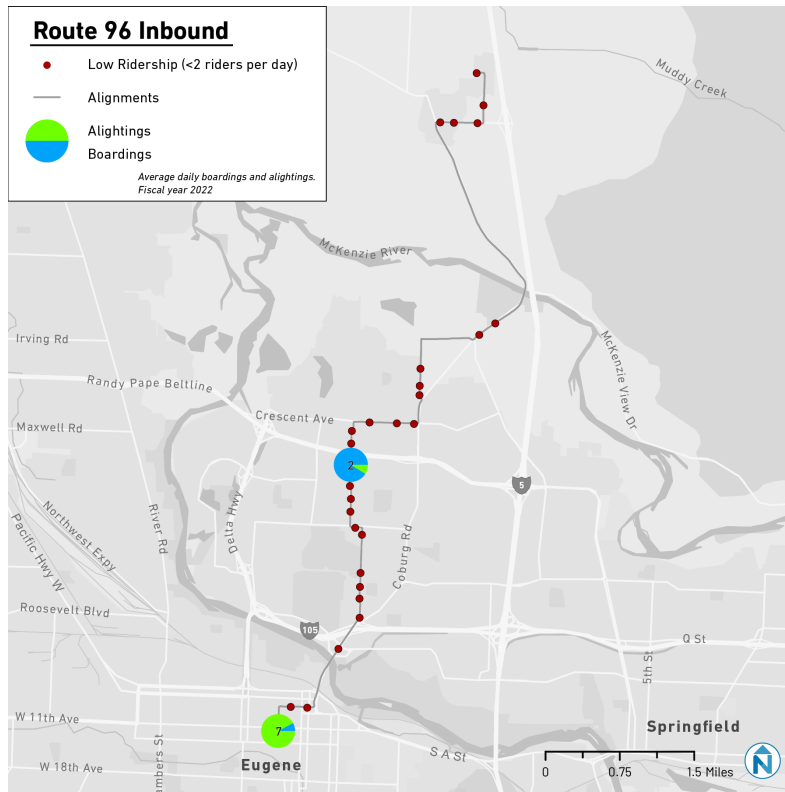 Route 96 Inbound
Low Ridership (<2 riders per day)
Alignments
Alightings
Boardings
Average daily boardings and alightings.
Fiscal year 2022
Muddy Creek
McKenzie River
Irving Rd
McKenzie View Dr
Randy Pape Beltline
Crescent Ave
Maxwell Rd
2
5
Northwest Expy
Pacific Hwy W
River Rd
Delta Hwy
Coburg Rd
Roosevelt Blvd
105
Q St
5th St
W 11th Ave
7
Springfield
S A St
Eugene
W 18th Ave
ambers St
0 0.75 1.5 Miles
N